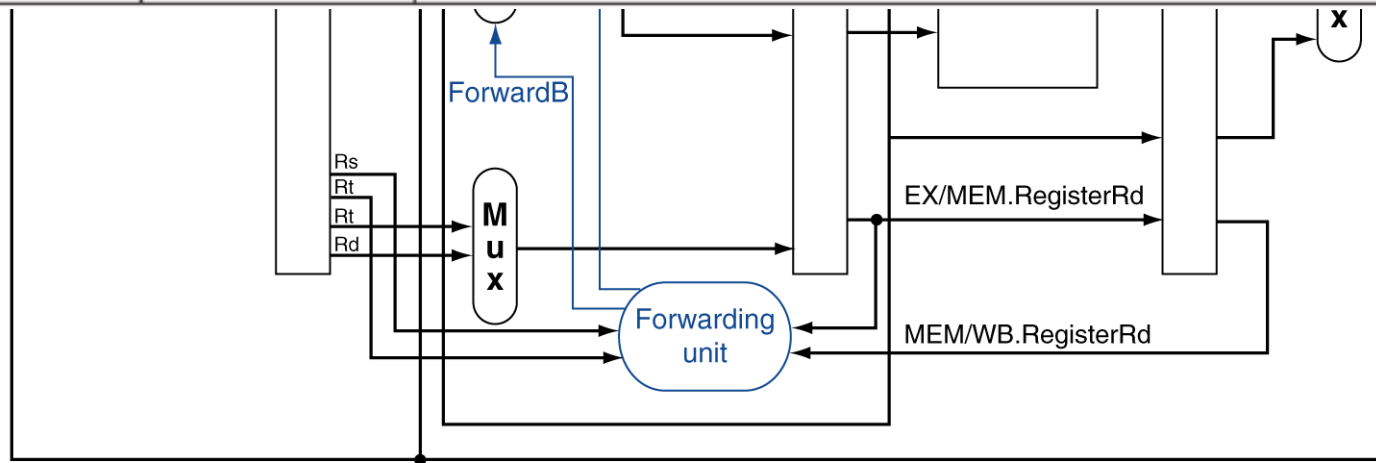 x
ForwardB
Rs
Rt
Rt
Rd
M
u
x
EX/MEM.RegisterRd
Forwarding
unit
MEM/WB.RegisterRd